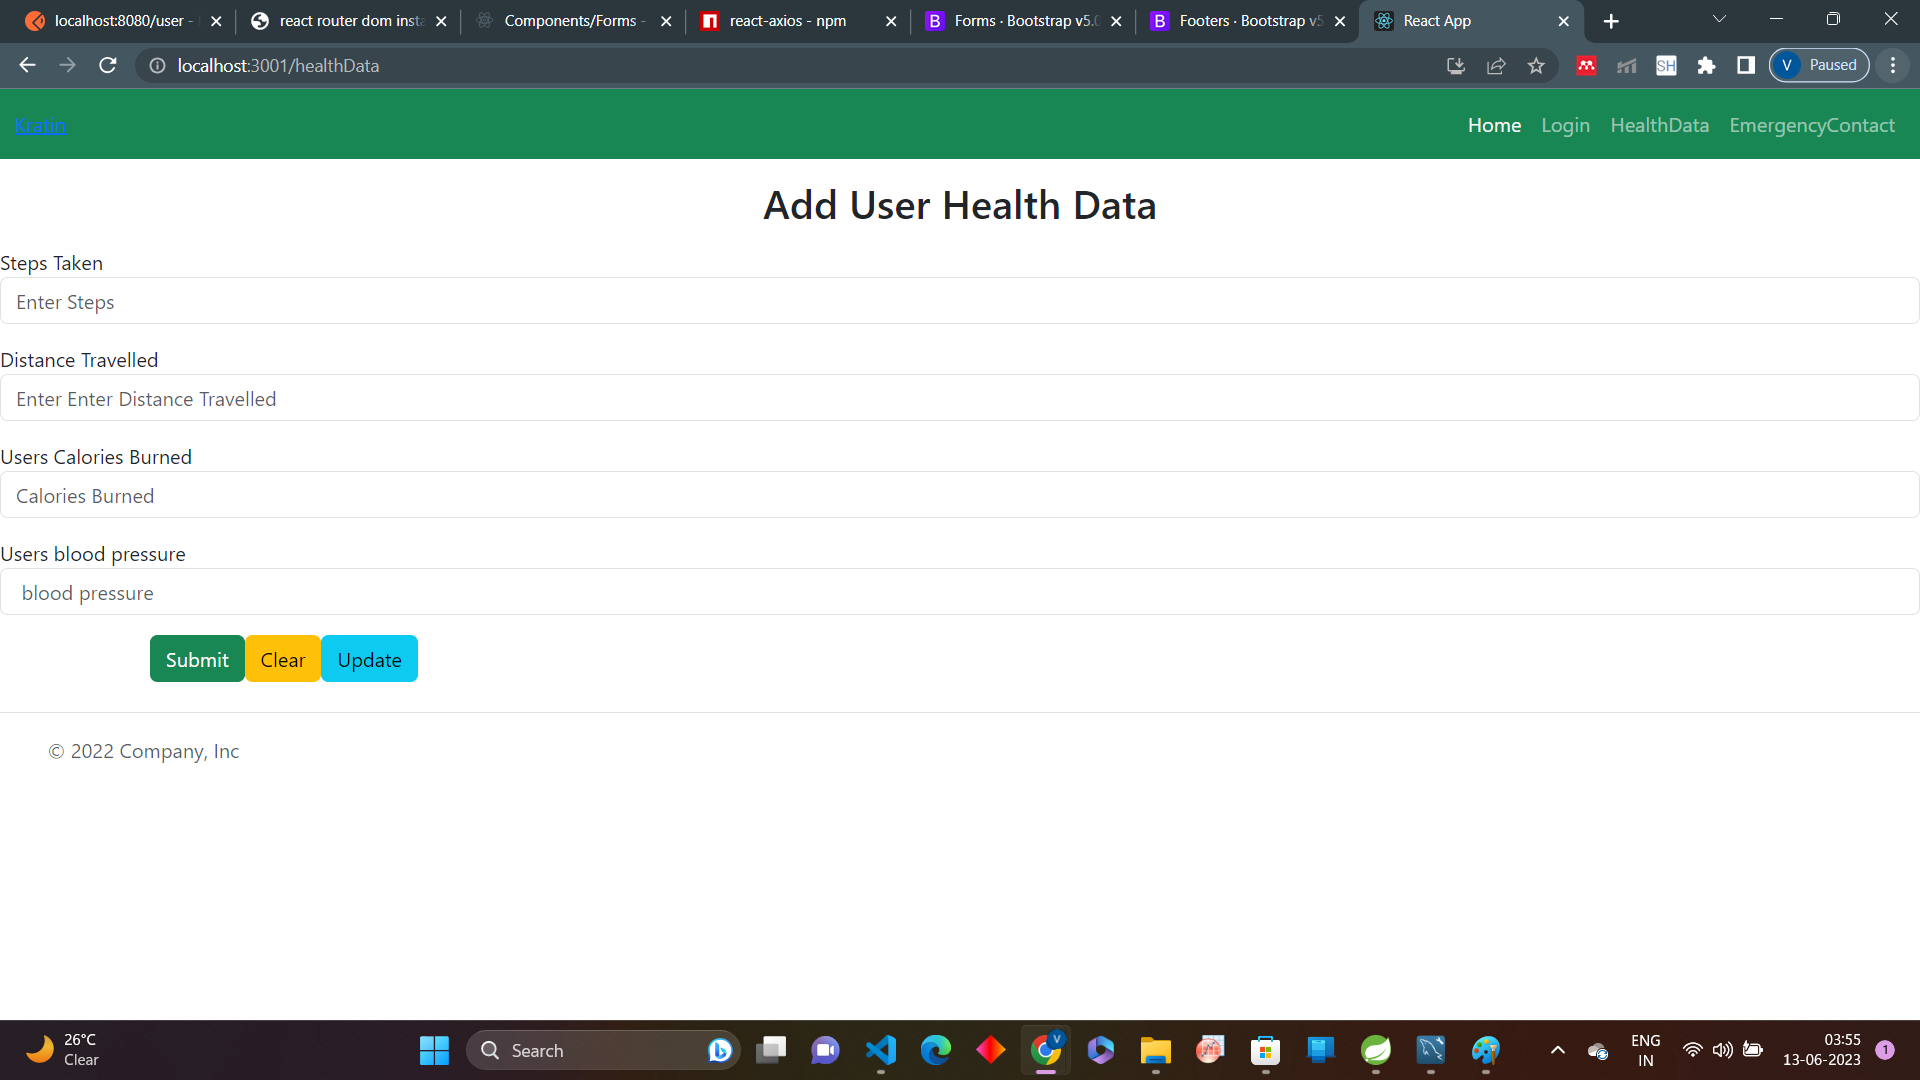 localhost:8080/user -
react router dom insta
Components/Forms -
react-axios - npm
Forms · Bootstrap v5.0
Footers · Bootstrap v5
React App
localhost:3001/healthData
SH
V
Paused
Kratin
Home
Login
HealthData
EmergencyContact
Add User Health Data
Steps Taken
Enter Steps
Distance Travelled
Enter Enter Distance Travelled
Users Calories Burned
Calories Burned
Users blood pressure
blood pressure
Submit
Clear
Update
© 2022 Company, Inc
26°C
Clear
Search
V
ENG
IN
03:55
13-06-2023
1